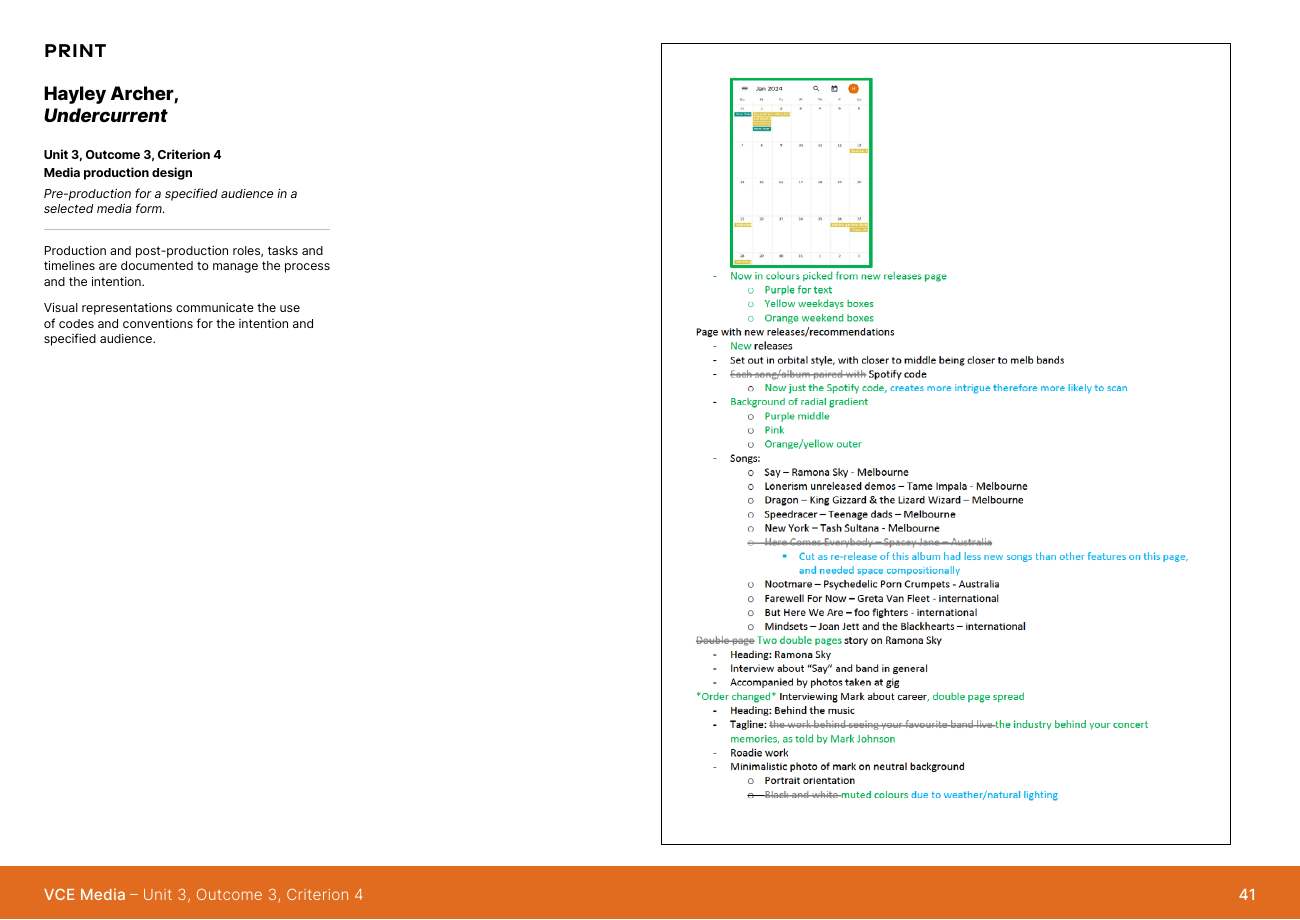 PRINT
Hayley Archer,
Undercurrent
Unit 3, Outcome 3, Criterion 4
Media production design
Pre-production for a specified audience in a
selected media form.
Production and post-production roles, tasks and
timelines are documented to manage the process
and the intention.
Visual representations communicate the use
of codes and conventions for the intention and
specified audience.
Jan 2024
- Now in colours picked from new releases page
o Purple for text
o Yellow weekdays boxes
o Orange weekend boxes
Page with new releases/recommendations
- New releases
- Set out in orbital style, with closer to middle being closer to melb bands
- Each song/album paired with Spotify code
o Now just the Spotify code, creates more intrigue therefore more likely to scan
- Background of radial gradient
o Purple middle
o Pink
o Orange/yellow outer
- Songs:
o Say – Ramona Sky - Melbourne
o Lonerism unreleased demos – Tame Impala - Melbourne
o Dragon – King Gizzard & the Lizard Wizard – Melbourne
o Speedracer – Teenage dads – Melbourne
o New York – Tash Sultana - Melbourne
o Here Comes Everybody – Spacey Jane – Australia
▪ Cut as re-release of this album had less new songs than other features on this page,
and needed space compositionally
o Nootmare – Psychedelic Porn Crumpets - Australia
o Farewell For Now – Greta Van Fleet - international
o But Here We Are – foo fighters - international
o Mindsets – Joan Jett and the Blackhearts – international
Double page Two double pages story on Ramona Sky
- Heading: Ramona Sky
- Interview about “Say” and band in general
- Accompanied by photos taken at gig
*Order changed* Interviewing Mark about career, double page spread
- Heading: Behind the music
- Tagline: the work behind seeing your favourite band live the industry behind your concert
memories, as told by Mark Johnson
- Roadie work
- Minimalistic photo of mark on neutral background
o Portrait orientation
o Black and white muted colours due to weather/natural lighting
VCE Media – Unit 3, Outcome 3, Criterion 4
41